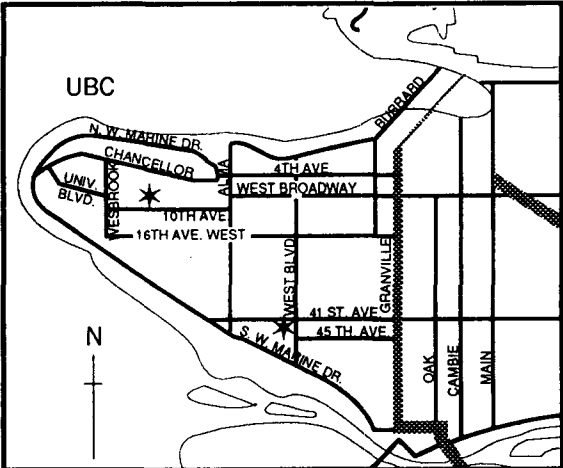 UBC
BURRARD
N. W. MARINE DR.
CHANCELLOR
ALMA
4TH AVE.
UNIV.
BLVD.
WESBROOK
WEST BROADWAY
10TH AVE.
16TH AVE. WEST
WEST BLVD.
GRANVILLE
41 ST. AVE.
45 TH. AVE.
S. W. MARINE DR.
N
OAK
CAMBIE
MAIN